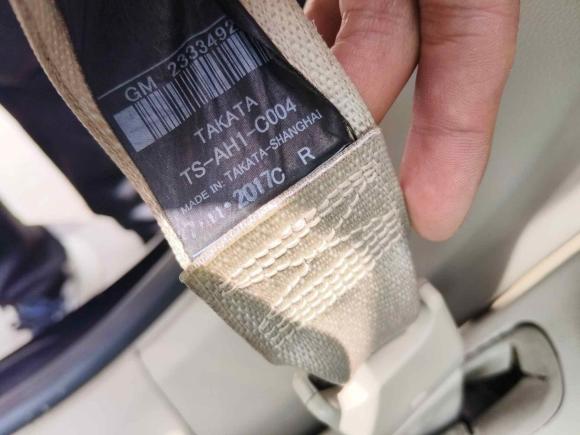 GM 2333492
TAKATA
TS-AH1-C004
MADE IN: TAKATA-SHANGHAI
2017C R